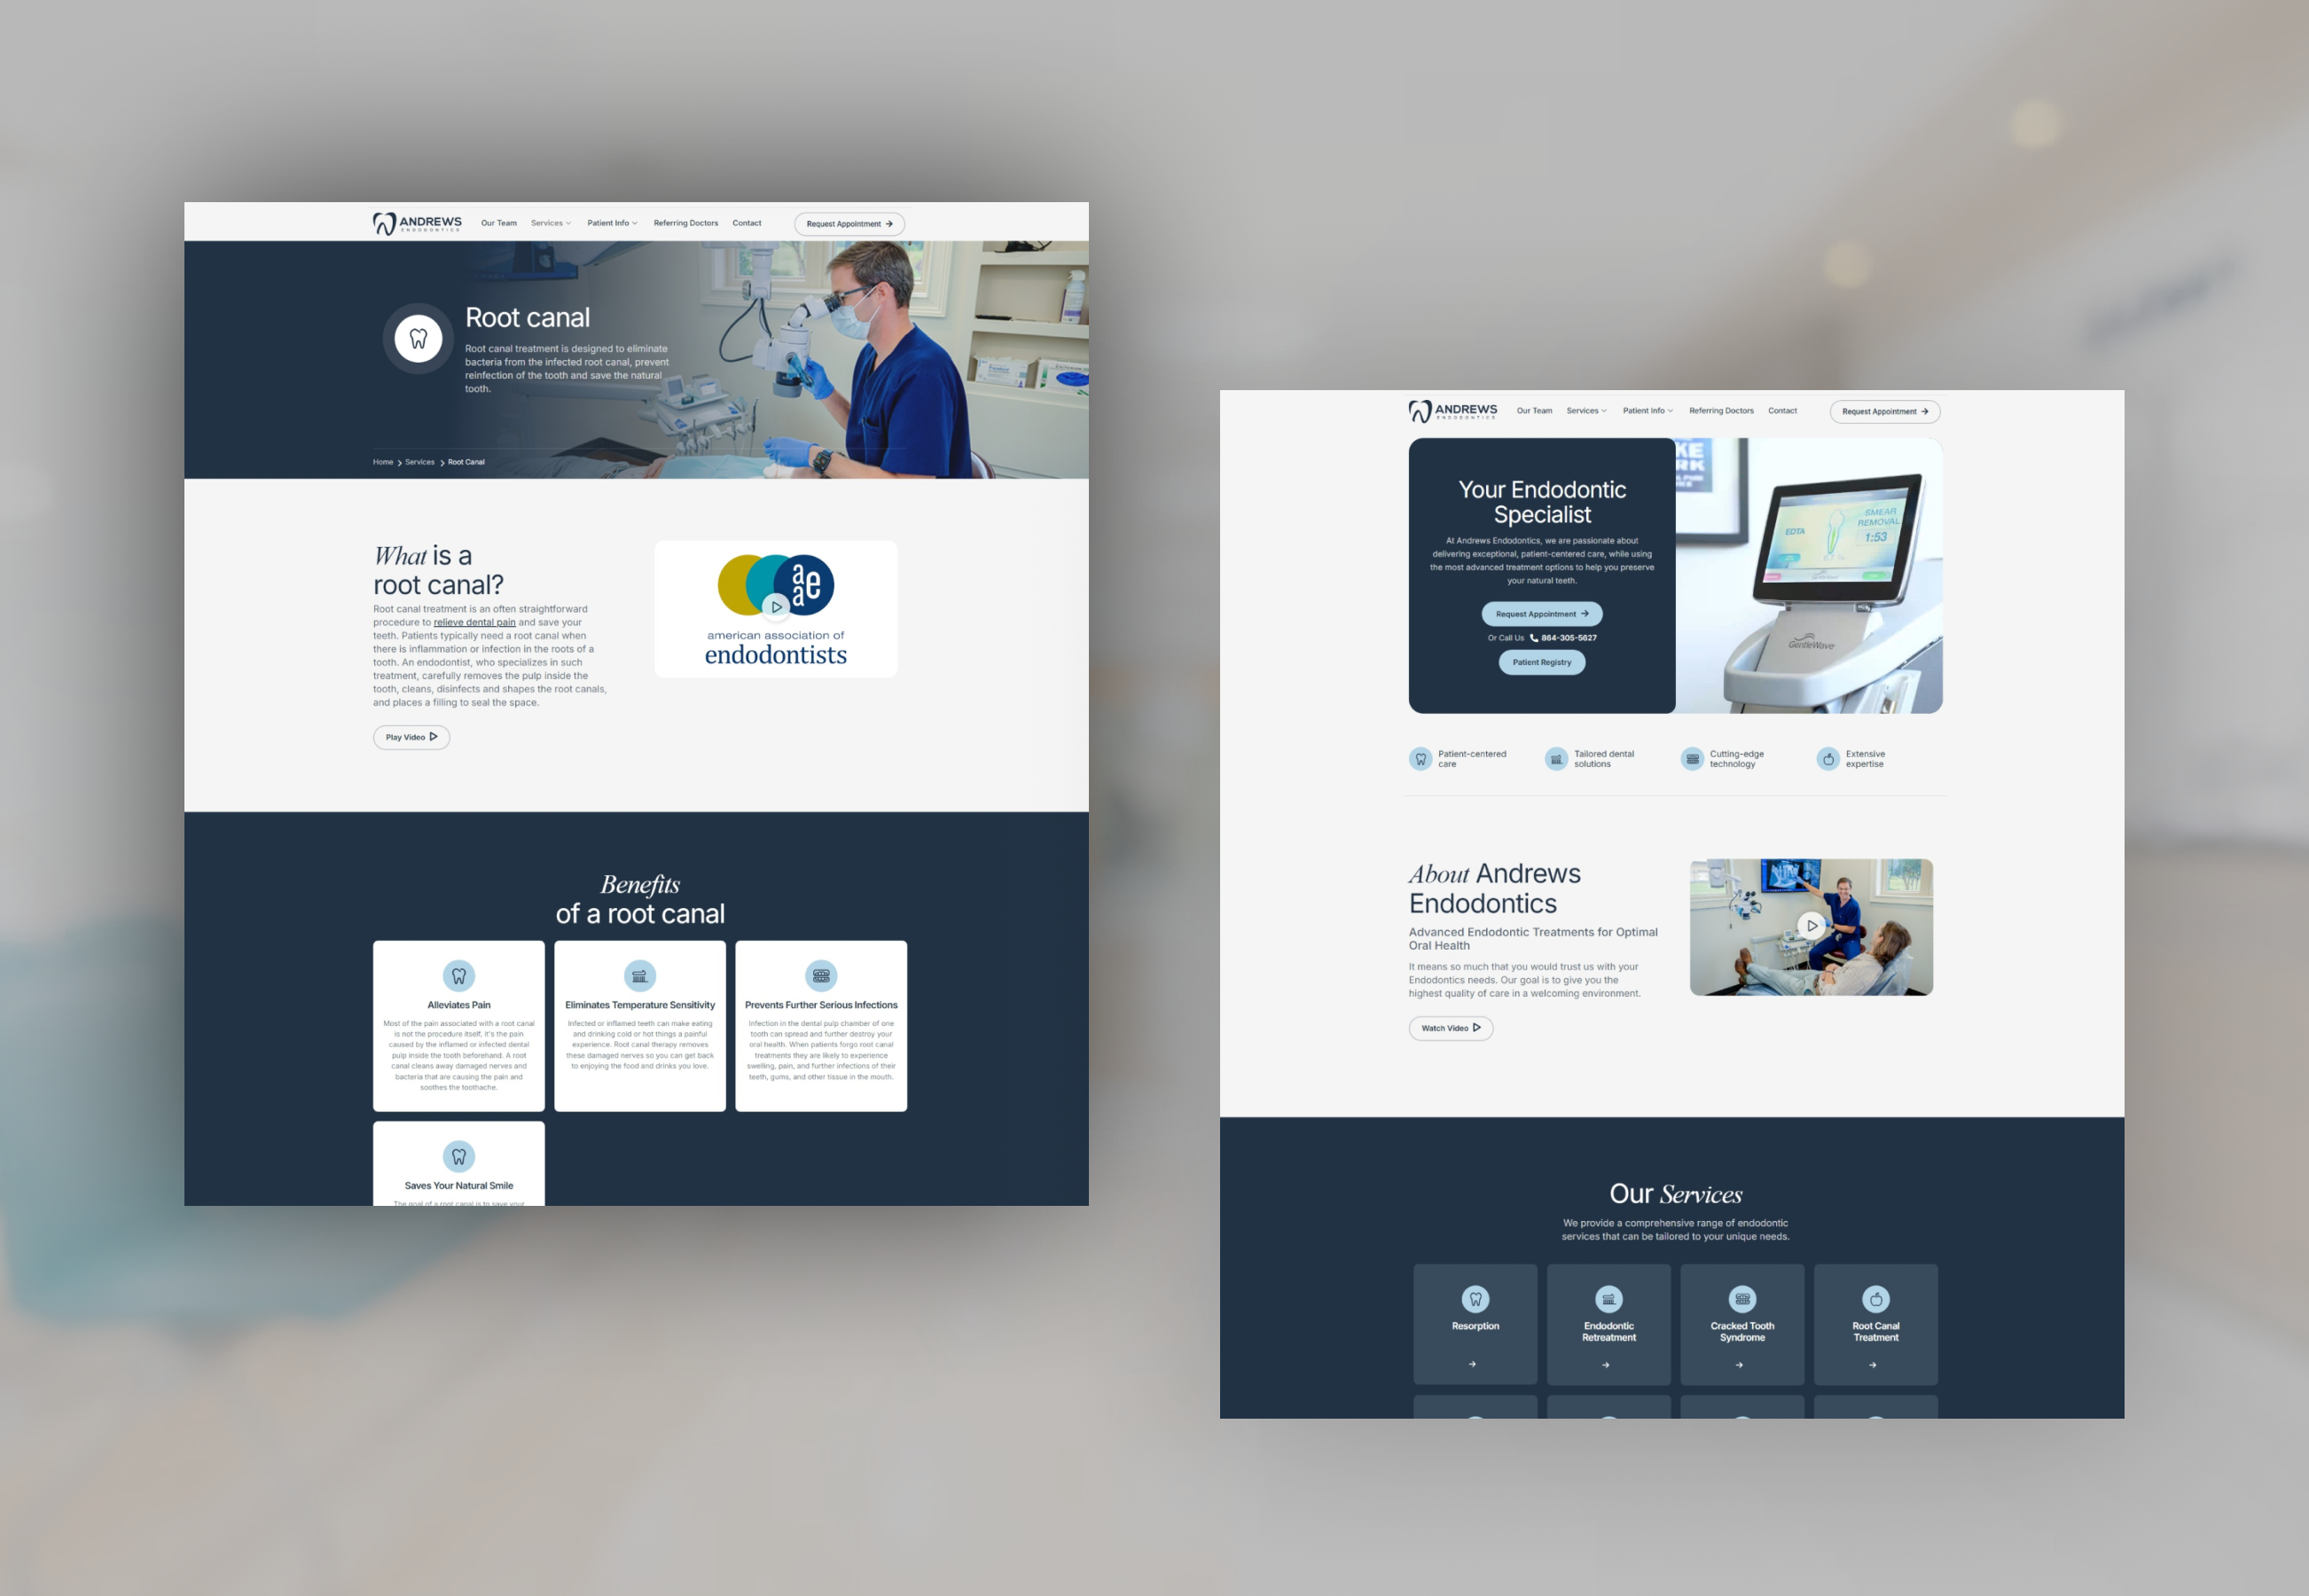 ANDREWS
ENDODONTICS
Our Team Services Patient Info Referring Doctors Contact Request Appointment
Root canal
Root canal treatment is designed to eliminate
bacteria from the infected root canal, prevent
reinfection of the tooth and save the natural
tooth.
Home Services Root Canal
What is a
root canal?
Root canal treatment is an often straightforward
procedure to relieve dental pain and save your
teeth. Patients typically need a root canal when
there is inflammation or infection in the roots of a
tooth. An endodontist, who specializes in such
treatment, carefully removes the pulp inside the
tooth, cleans, disinfects and shapes the root canals,
and places a filling to seal the space.
Play Video
aae
american association of
endodontists
Benefits
of a root canal
Alleviates Pain
Most of the pain associated with a root canal
is not the procedure itself, it's the pain
caused by the inflamed or infected dental
pulp inside the tooth beforehand. A root
canal cleans away damaged nerves and
bacteria that are causing the pain and
soothes the toothache.
Eliminates Temperature Sensitivity
Infected or inflamed teeth can make eating
and drinking cold or hot things a painful
experience. Root canal therapy removes
these damaged nerves so you can get back
to enjoying the food and drinks you love.
Prevents Further Serious Infections
Infection in the dental pulp chamber of one
tooth can spread and further destroy your
oral health. When patients forgo root canal
treatments they are likely to experience
swelling, pain, and further infections of their
teeth, gums, and other tissue in the mouth.
Saves Your Natural Smile
The goal of a root canal is to save your
ANDREWS
ENDODONTICS
Our Team Services Patient Info Referring Doctors Contact Request Appointment
Your Endodontic
Specialist
At Andrews Endodontics, we are passionate about
delivering exceptional, patient-centered care, while using
the most advanced treatment options to help you preserve
your natural teeth.
Request Appointment
Or Call Us 864-305-5627
Patient Registry
KE
RK
EDTA
SMEAR
REMOVAL
1:53
GentleWave
Patient-centered
care
Tailored dental
solutions
Cutting-edge
technology
Extensive
expertise
About Andrews
Endodontics
Advanced Endodontic Treatments for Optimal
Oral Health
It means so much that you would trust us with your
Endodontics needs. Our goal is to give you the
highest quality of care in a welcoming environment.
Watch Video
Our Services
We provide a comprehensive range of endodontic
services that can be tailored to your unique needs.
Resorption
Endodontic
Retreatment
Cracked Tooth
Syndrome
Root Canal
Treatment